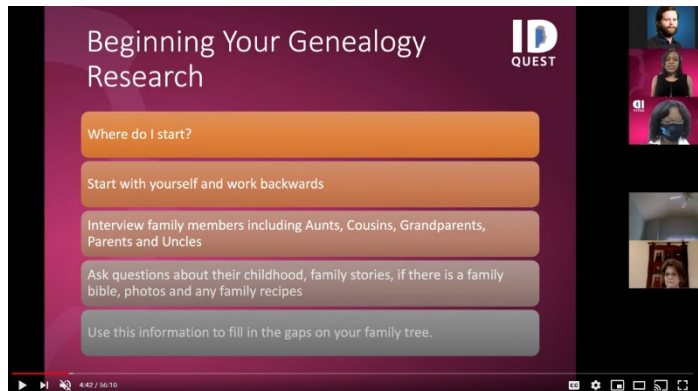 Beginning Your Genealogy
Research
ID
QUEST
Where do I start?
Start with yourself and work backwards
Interview family members including Aunts, Cousins, Grandparents,
Parents and Uncles
Ask questions about their childhood, family stories, if there is a family
bible, photos and any family recipes
Use this information to fill in the gaps on your family tree.
4:42 / 56:10
CC